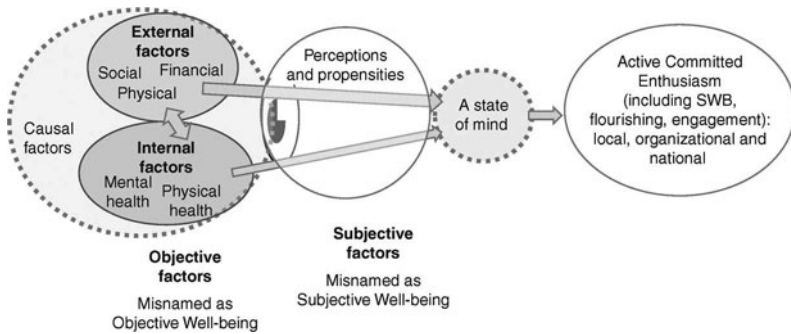 External
factors
Social Financial
Physical
Causal
factors
Internal
factors
Mental
health
Physical
health
Objective
factors
Misnamed as
Objective Well-being
Perceptions
and propensities
Subjective
factors
Misnamed as
Subjective Well-being
A state
of mind
Active Committed
Enthusiasm
(including SWB,
flourishing, engagement):
local, organizational and
national